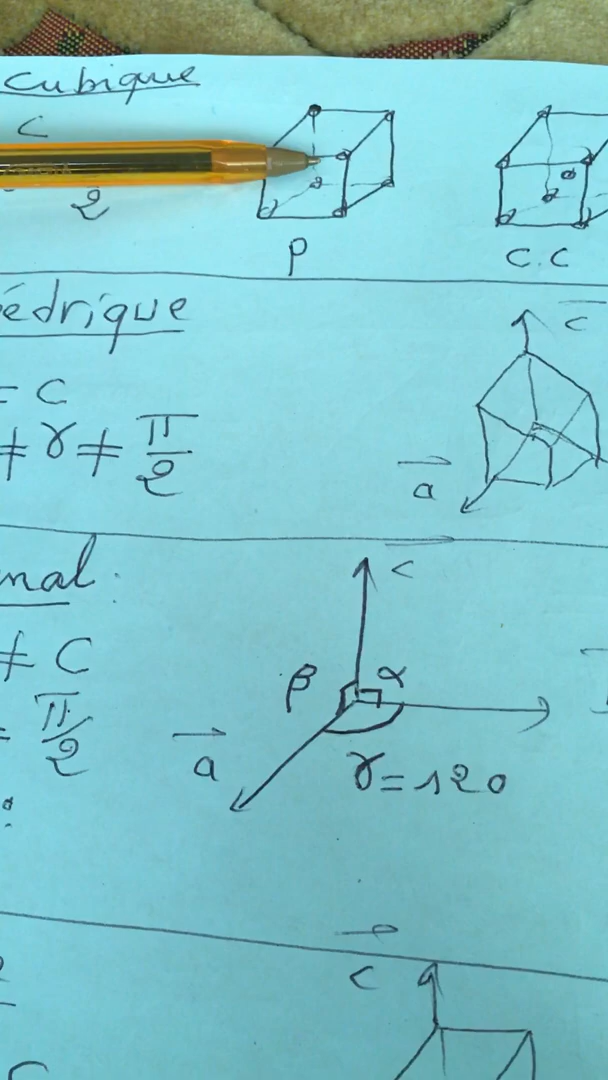 cubique
c
2
P
C.C
édrique
c
= c
≠ γ ≠ π/2
a
nal.
c
≠ C
β α
= π/2
a
γ = 120
c